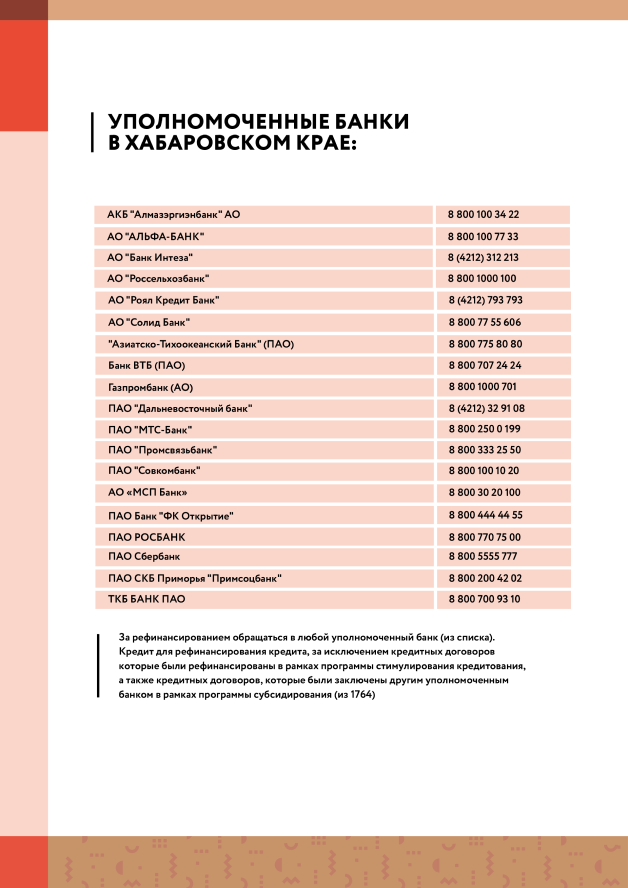 УПОЛНОМОЧЕННЫЕ БАНКИ
В ХАБАРОВСКОМ КРАЕ:
АКБ "Алмазэргиэнбанк" АО 8 800 100 34 22
АО "АЛЬФА-БАНК" 8 800 100 77 33
АО "Банк Интеза" 8 (4212) 312 213
АО "Россельхозбанк" 8 800 1000 100
АО "Роял Кредит Банк" 8 (4212) 793 793
АО "Солид Банк" 8 800 77 55 606
"Азиатско-Тихоокеанский Банк" (ПАО) 8 800 775 80 80
Банк ВТБ (ПАО) 8 800 707 24 24
Газпромбанк (АО) 8 800 1000 701
ПАО "Дальневосточный банк" 8 (4212) 32 91 08
ПАО "МТС-Банк" 8 800 250 0 199
ПАО "Промсвязьбанк" 8 800 333 25 50
ПАО "Совкомбанк" 8 800 100 10 20
АО «МСП Банк» 8 800 30 20 100
ПАО Банк "ФК Открытие" 8 800 444 44 55
ПАО РОСБАНК 8 800 770 75 00
ПАО Сбербанк 8 800 5555 777
ПАО СКБ Приморья "Примсоцбанк" 8 800 200 42 02
ТКБ БАНК ПАО 8 800 700 93 10
За рефинансированием обращаться в любой уполномоченный банк (из списка).
Кредит для рефинансирования кредита, за исключением кредитных договоров
которые были рефинансированы в рамках программы стимулирования кредитования,
а также кредитных договоров, которые были заключены другим уполномоченным
банком в рамках программы субсидирования (из 1764)